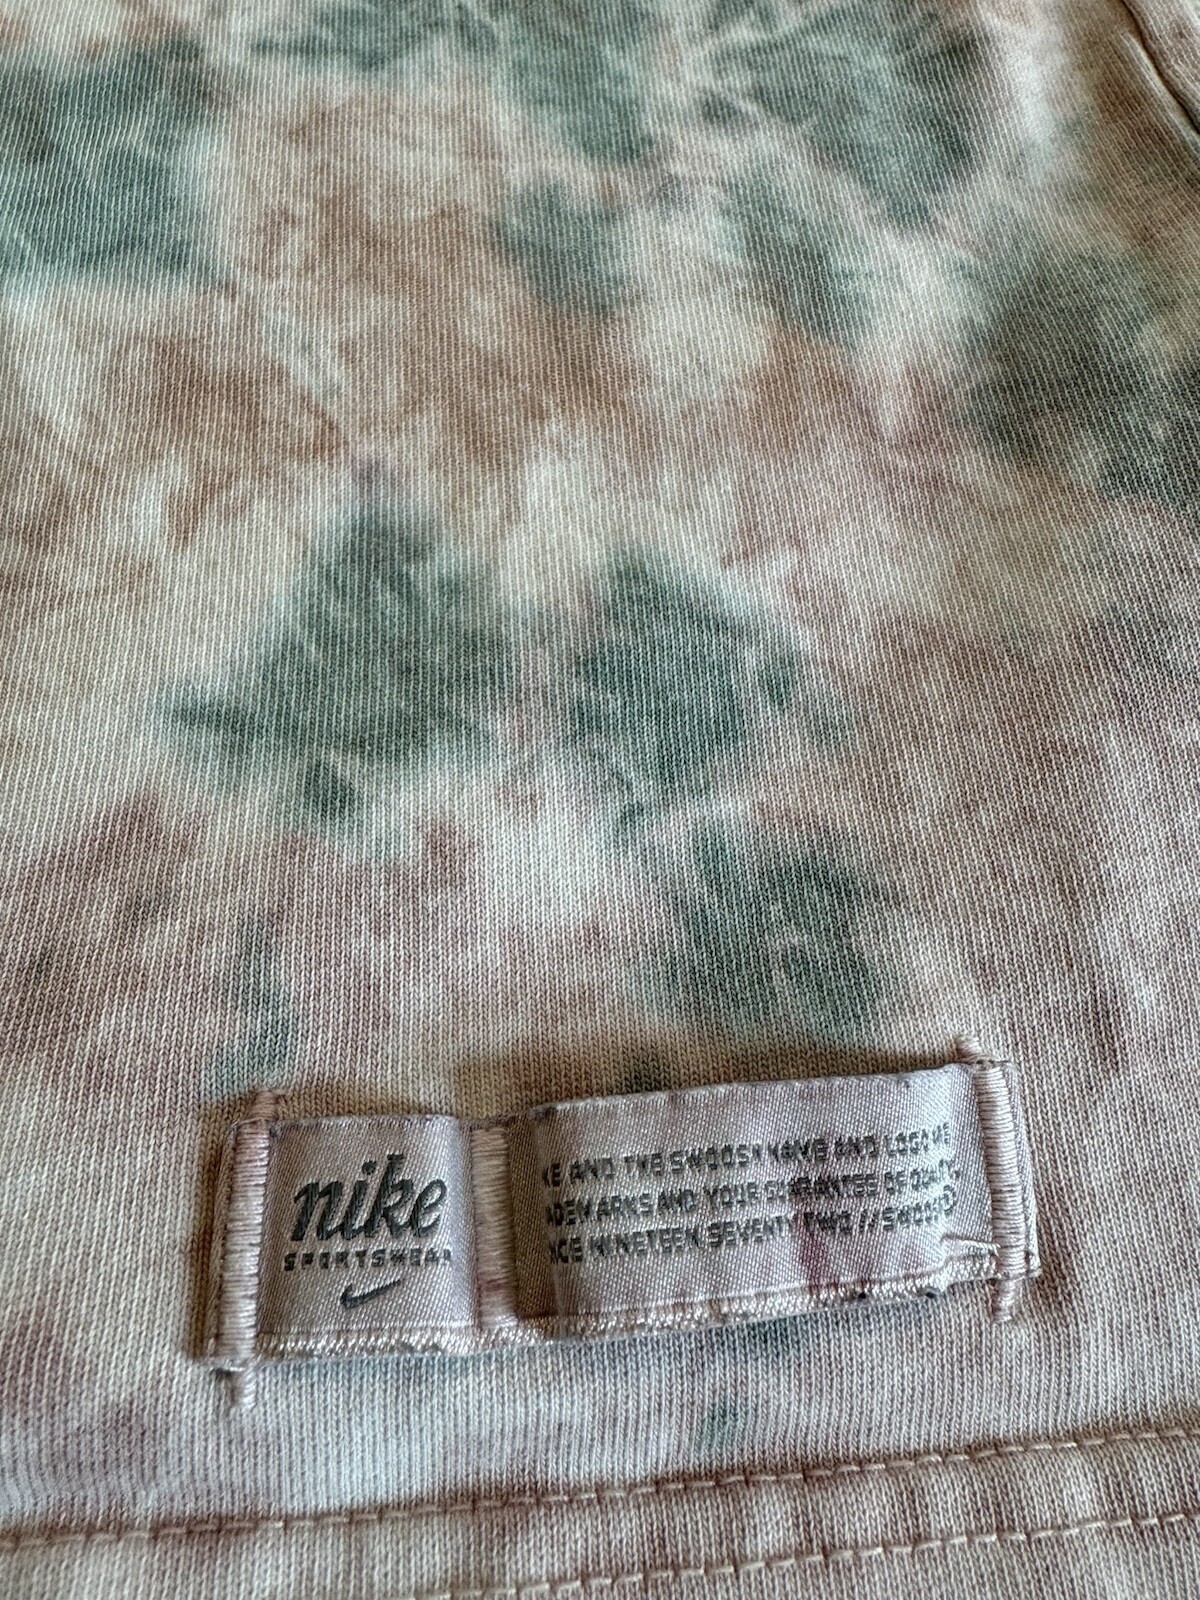 nike
SPORTSWEAR
KE AND THE SWOOSH NAME AND LOGO ARE
ADEMARKS AND YOUR GUARANTEE OF QUALITY.
NCE NINETEEN SEVENTY TWO // SWOOSH